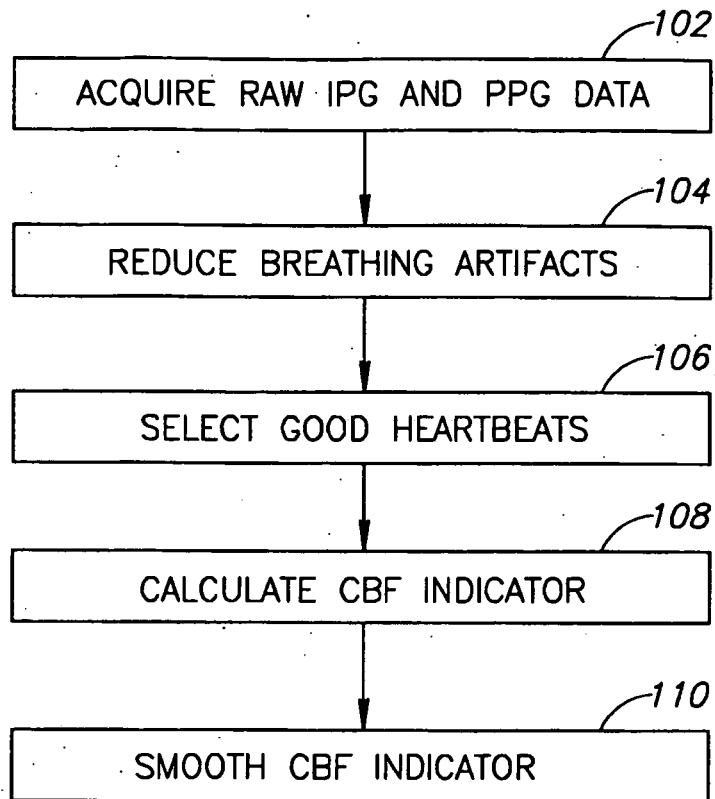 102
ACQUIRE RAW IPG AND PPG DATA
104
REDUCE BREATHING ARTIFACTS
106
SELECT GOOD HEARTBEATS
108
CALCULATE CBF INDICATOR
110
SMOOTH CBF INDICATOR